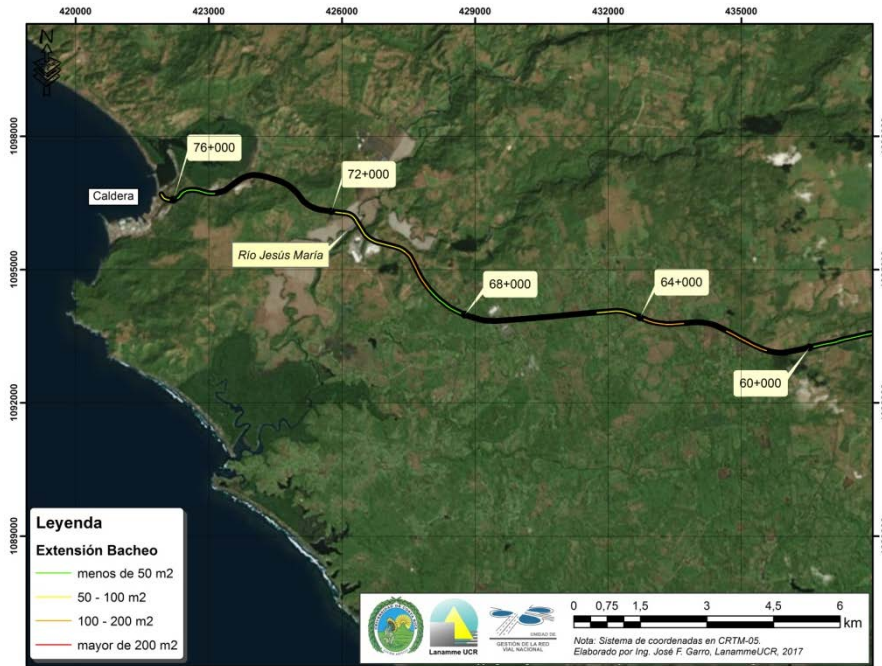 420000
423000
426000
429000
432000
435000
N
1098000
1095000
1092000
1089000
76+000
Caldera
72+000
Río Jesús María
68+000
64+000
60+000
Leyenda
Extensión Bacheo
menos de 50 m2
50 - 100 m2
100 - 200 m2
mayor de 200 m2
Lanamme UCR
UNIDAD DE
GESTIÓN DE LA RED
VIAL NACIONAL
0 0,75 1,5 3 4,5 6
km
Nota: Sistema de coordenadas en CRTM-05.
Elaborado por Ing. José F. Garro, LanammeUCR, 2017